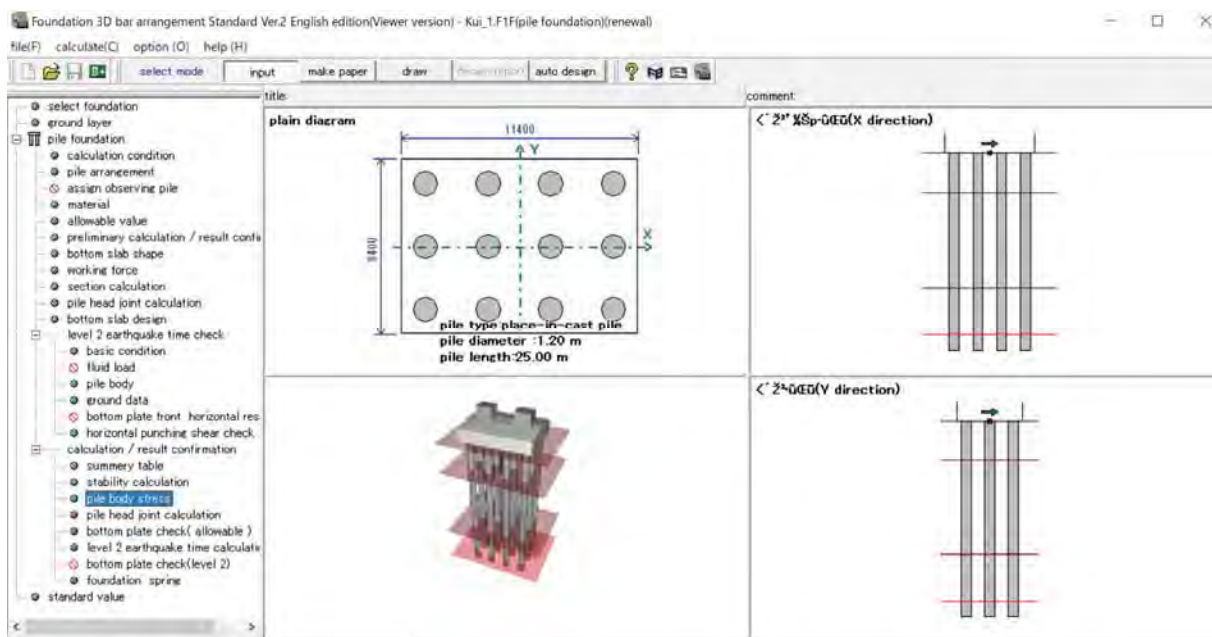 Foundation 3D bar arrangement Standard Ver.2 English edition(Viewer version) - Kui_1.F1F(pile foundation)(renewal)
file(F) calculate(C) option (O) help (H)
select mode input make paper draw auto design
title:
comment:
select foundation
ground layer
pile foundation
calculation condition
pile arrangement
assign observing pile
material
allowable value
preliminary calculation / result confi
bottom slab shape
working force
section calculation
pile head joint calculation
bottom slab design
level 2 earthquake time check
basic condition
fluid load
pile body
ground data
bottom plate front horizontal res
horizontal punching shear check
calculation / result confirmation
summery table
stability calculation
pile body stress
pile head joint calculation
bottom plate check( allowable )
level 2 earthquake time calculati
bottom plate check(level 2)
foundation spring
standard value
plain diagram
11400
Y
X
pile type:place-in-cast pile
pile diameter :1.20 m
pile length:25.00 m
(X direction)
(Y direction)